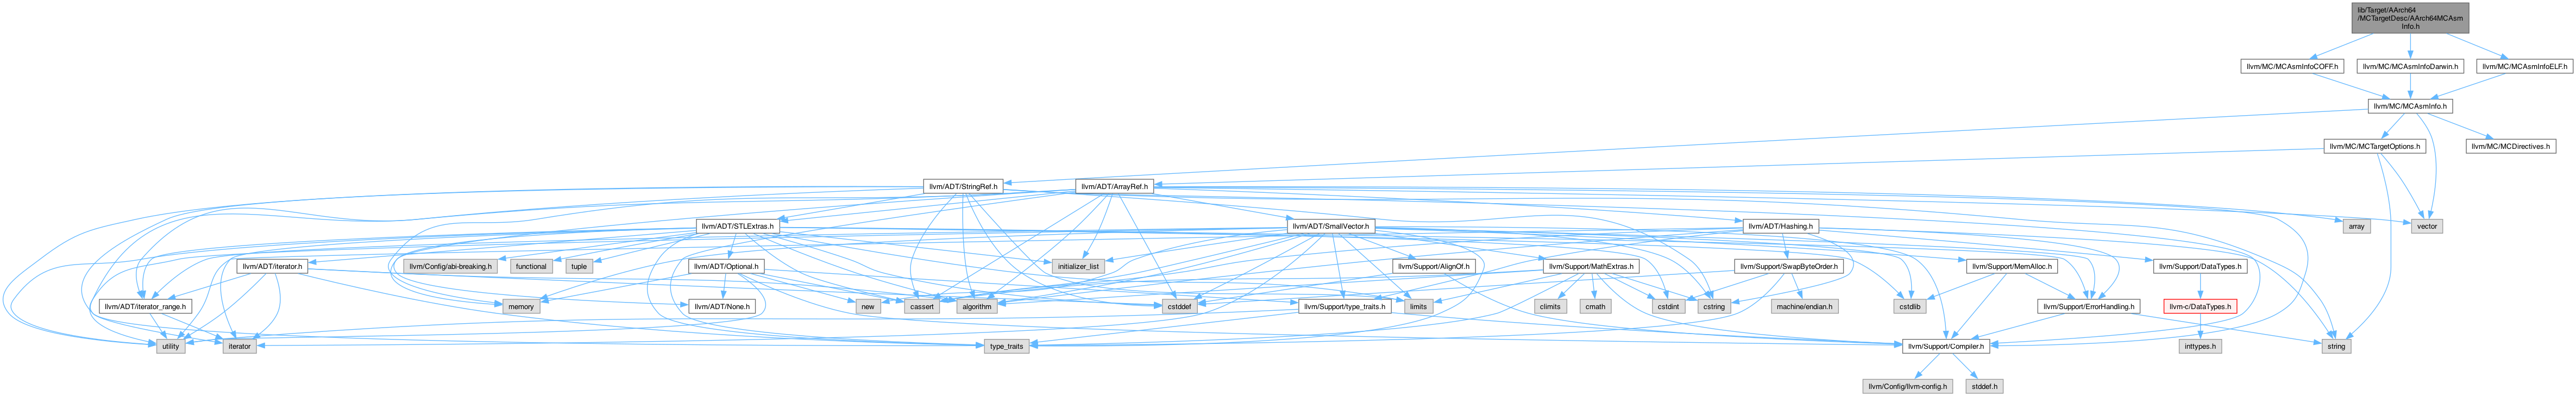 lib/Target/AArch64
/MCTargetDesc/AArch64MCAsm
Info.h
llvm/MC/MCAsmInfoCOFF.h
llvm/MC/MCAsmInfoDarwin.h
llvm/MC/MCAsmInfoELF.h
llvm/MC/MCAsmInfo.h
llvm/MC/MCTargetOptions.h
llvm/MC/MCDirectives.h
llvm/ADT/StringRef.h
llvm/ADT/ArrayRef.h
llvm/ADT/STLExtras.h
llvm/ADT/SmallVector.h
llvm/ADT/Hashing.h
array
vector
llvm/ADT/iterator.h
llvm/Config/abi-breaking.h
functional
tuple
llvm/ADT/Optional.h
initializer_list
llvm/Support/AlignOf.h
llvm/Support/MathExtras.h
llvm/Support/SwapByteOrder.h
llvm/Support/MemAlloc.h
llvm/Support/DataTypes.h
llvm/ADT/iterator_range.h
memory
llvm/ADT/None.h
new
cassert
algorithm
cstddef
llvm/Support/type_traits.h
limits
climits
cmath
cstdint
cstring
machine/endian.h
cstdlib
llvm/Support/ErrorHandling.h
llvm-c/DataTypes.h
utility
iterator
type_traits
llvm/Support/Compiler.h
inttypes.h
string
llvm/Config/llvm-config.h
stddef.h